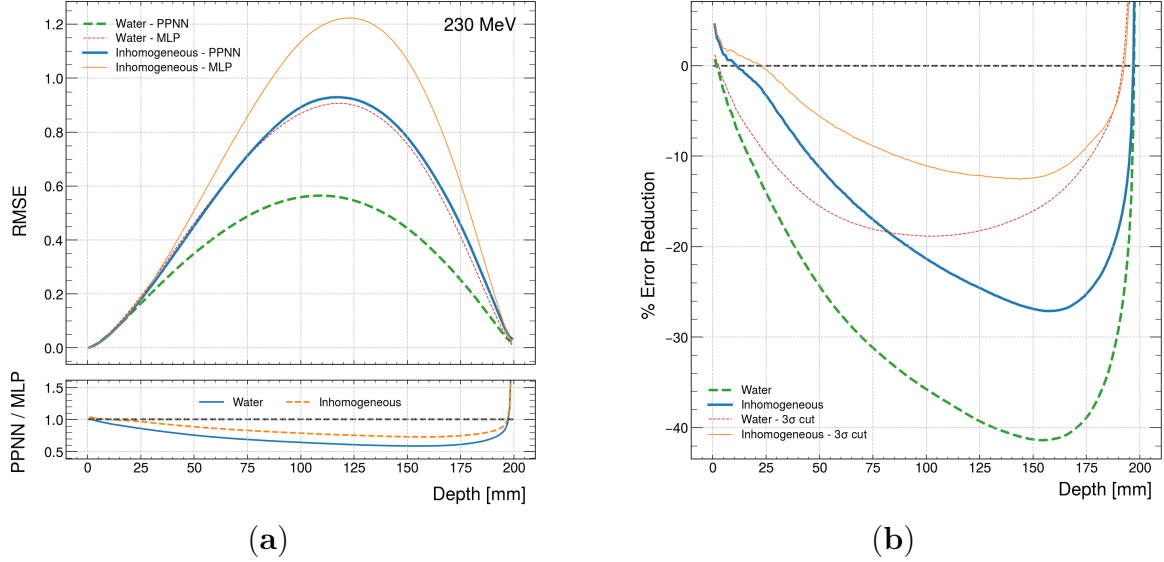 230 MeV
Water - PPNN
Water - MLP
Inhomogeneous - PPNN
Inhomogeneous - MLP
RMSE
1.2
1.0
0.8
0.6
0.4
0.2
0.0
PPNN / MLP
1.5
1.0
0.5
Water
Inhomogeneous
0 25 50 75 100 125 150 175 200
Depth [mm]
(a)
% Error Reduction
0
−10
−20
−30
−40
Water
Inhomogeneous
Water - 3σ cut
Inhomogeneous - 3σ cut
0 25 50 75 100 125 150 175 200
Depth [mm]
(b)